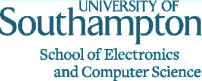 UNIVERSITY OF
Southampton
School of Electronics
and Computer Science